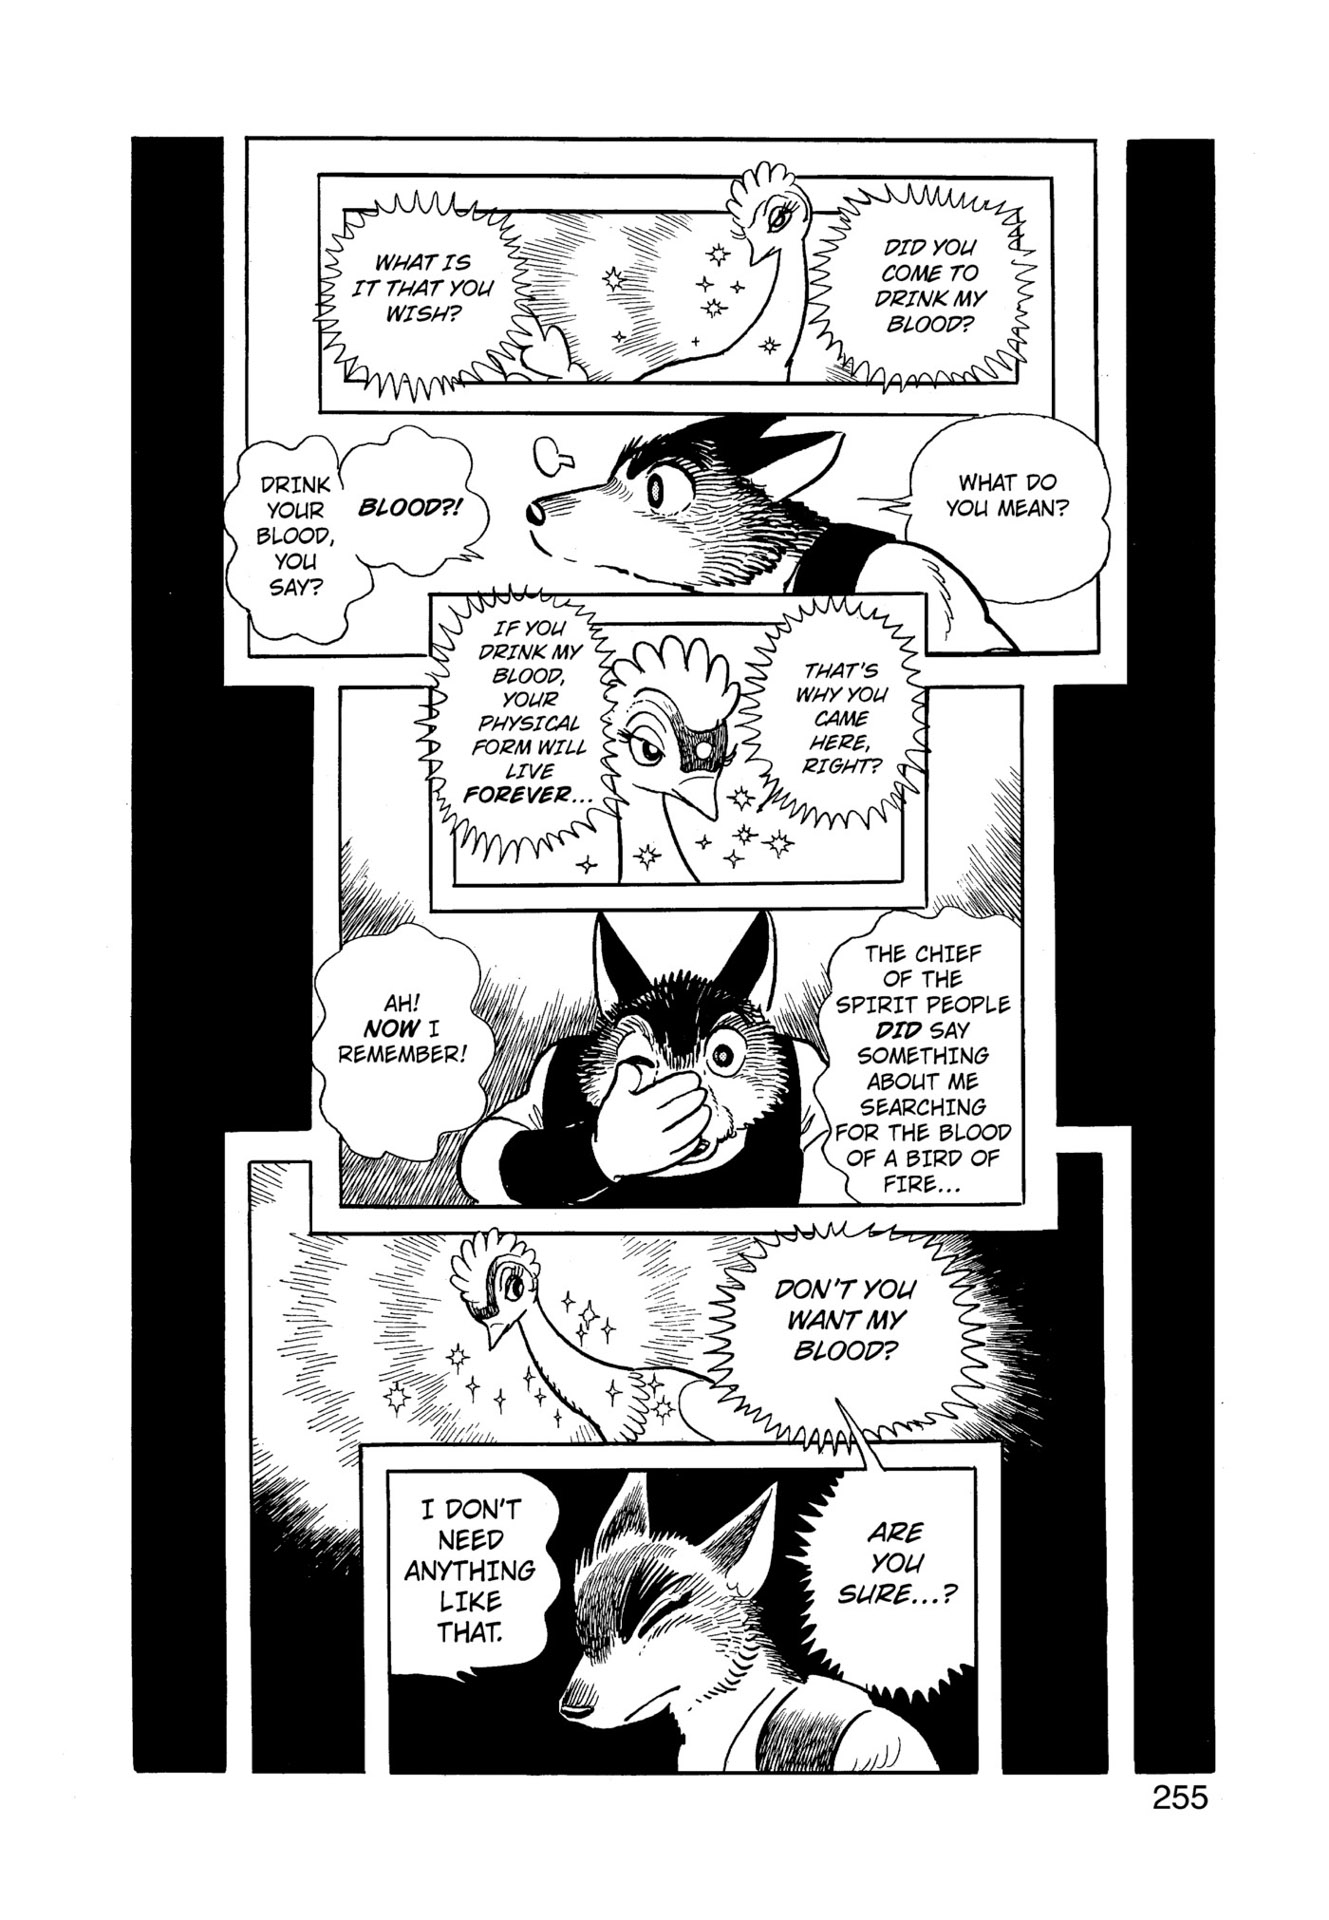 DID YOU
COME TO
DRINK MY
BLOOD?
WHAT IS
IT THAT YOU
WISH?
WHAT DO
YOU MEAN?
BLOOD?!
DRINK
YOUR
BLOOD,
YOU
SAY?
THAT'S
WHY YOU
CAME
HERE,
RIGHT?
IF YOU
DRINK MY
BLOOD,
YOUR
PHYSICAL
FORM WILL
LIVE
FOREVER...
THE CHIEF
OF THE
SPIRIT PEOPLE
DID SAY
SOMETHING
ABOUT ME
SEARCHING
FOR THE BLOOD
OF A BIRD OF
FIRE...
AH!
NOW I
REMEMBER!
DON'T YOU
WANT MY
BLOOD?
ARE
YOU
SURE...?
I DON'T
NEED
ANYTHING
LIKE
THAT.
255